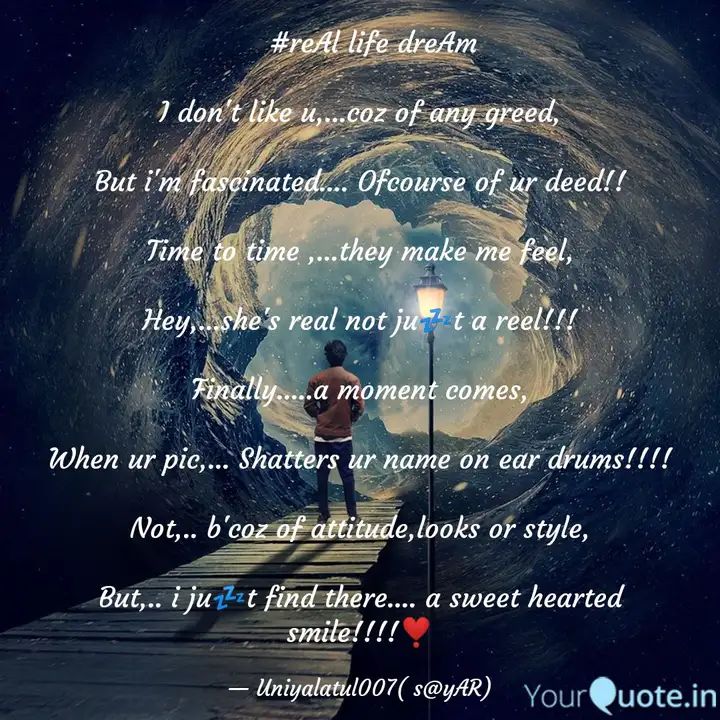 #reAl life dreAm
I don't like u,...coz of any greed,
But i'm fascinated.... Ofcourse of ur deed!!
Time to time ,...they make me feel,
Hey,...she's real not ju💤t a reel!!!
Finally.....a moment comes,
When ur pic,... Shatters ur name on ear drums!!!!
Not,.. b'coz of attitude,looks or style,
But,.. i ju💤t find there.... a sweet hearted
smile!!!!❣️
— Uniyalatul007( s@yAR)
YourQuote.in